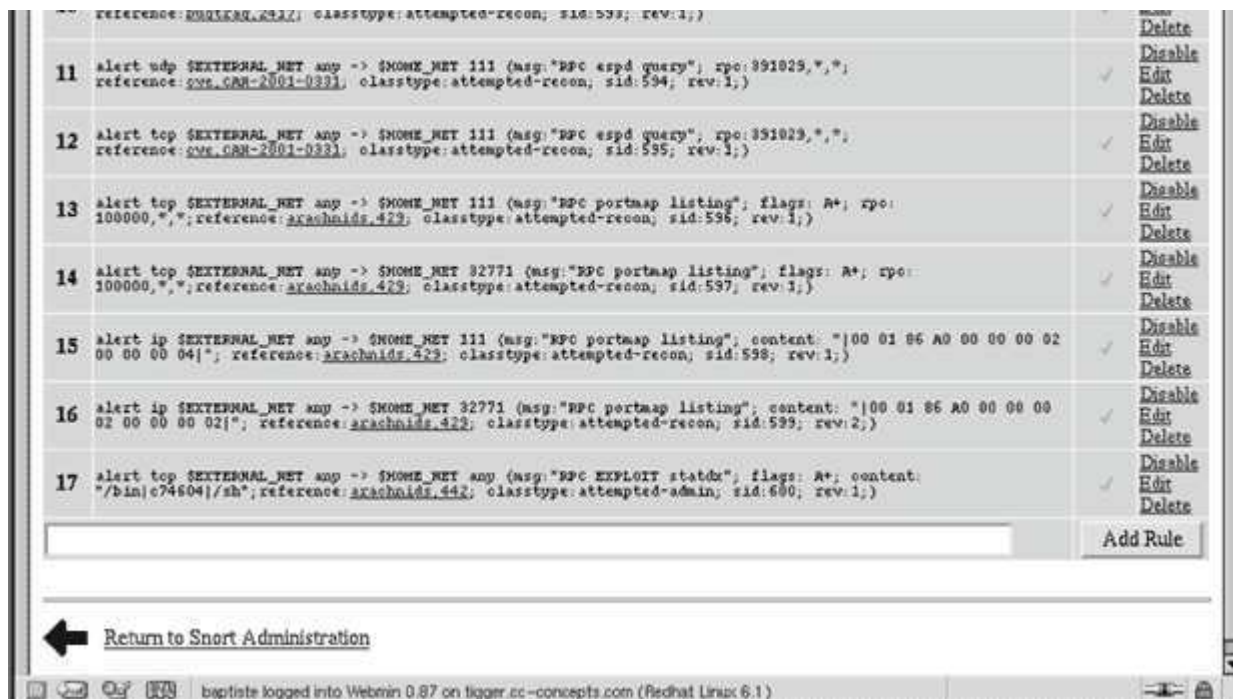 reference:bugtraq,2417; classtype:attempted-recon; sid:593; rev:1;)
Delete
11
alert udp $EXTERNAL_NET any -> $HOME_NET 111 (msg:"RPC espd query"; rpc:391029,*,*;
reference:cve,CAN-2001-0331; classtype:attempted-recon; sid:594; rev:1;)
Disable
Edit
Delete
12
alert tcp $EXTERNAL_NET any -> $HOME_NET 111 (msg:"RPC espd query"; rpc:391029,*,*;
reference:cve,CAN-2001-0331; classtype:attempted-recon; sid:595; rev:1;)
Disable
Edit
Delete
13
alert tcp $EXTERNAL_NET any -> $HOME_NET 111 (msg:"RPC portmap listing"; flags: A+; rpc:
100000,*,*;reference:arachnids,429; classtype:attempted-recon; sid:596; rev:1;)
Disable
Edit
Delete
14
alert tcp $EXTERNAL_NET any -> $HOME_NET 32771 (msg:"RPC portmap listing"; flags: A+; rpc:
100000,*,*;reference:arachnids,429; classtype:attempted-recon; sid:597; rev:1;)
Disable
Edit
Delete
15
alert ip $EXTERNAL_NET any -> $HOME_NET 111 (msg:"RPC portmap listing"; content: "|00 01 86 A0 00 00 00 02
00 00 00 04|"; reference:arachnids,429; classtype:attempted-recon; sid:598; rev:1;)
Disable
Edit
Delete
16
alert ip $EXTERNAL_NET any -> $HOME_NET 32771 (msg:"RPC portmap listing"; content: "|00 01 86 A0 00 00 00
02 00 00 00 02|"; reference:arachnids,429; classtype:attempted-recon; sid:599; rev:2;)
Disable
Edit
Delete
17
alert tcp $EXTERNAL_NET any -> $HOME_NET any (msg:"RPC EXPLOIT statdx"; flags: A+; content:
"/bin|c74604|/sh";reference:arachnids,442; classtype:attempted-admin; sid:600; rev:1;)
Disable
Edit
Delete
Add Rule
Return to Snort Administration
baptiste logged into Webmin 0.87 on tigger.cc-concepts.com (Redhat Linux 6.1)